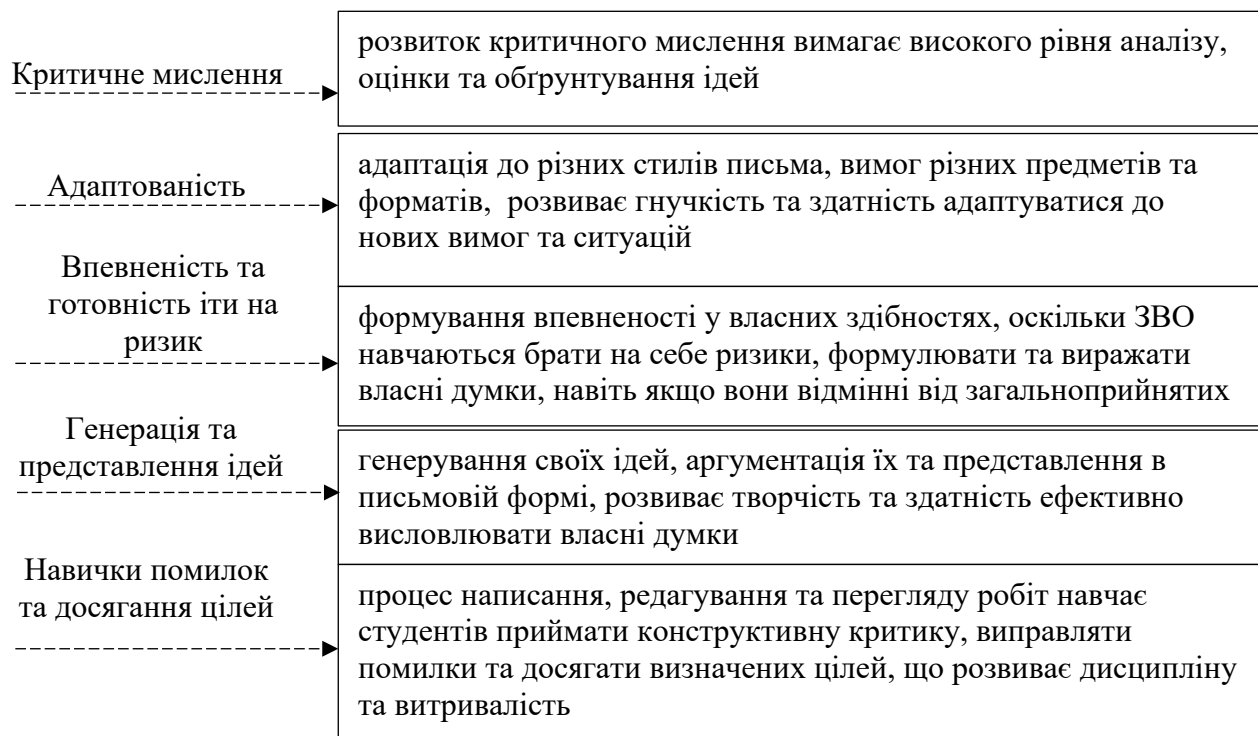 Критичне мислення
розвиток критичного мислення вимагає високого рівня аналізу,
оцінки та обґрунтування ідей
Адаптованість
адаптація до різних стилів письма, вимог різних предметів та
форматів,  розвиває гнучкість та здатність адаптуватися до
нових вимог та ситуацій
Впевненість та
готовність іти на
ризик
формування впевненості у власних здібностях, оскільки ЗВО
навчаються брати на себе ризики, формулювати та виражати
власні думки, навіть якщо вони відмінні від загальноприйнятих
Генерація та
представлення ідей
генерування своїх ідей, аргументація їх та представлення в
письмовій формі, розвиває творчість та здатність ефективно
висловлювати власні думки
Навички помилок
та досягання цілей
процес написання, редагування та перегляду робіт навчає
студентів приймати конструктивну критику, виправляти
помилки та досягати визначених цілей, що розвиває дисципліну
та витривалість